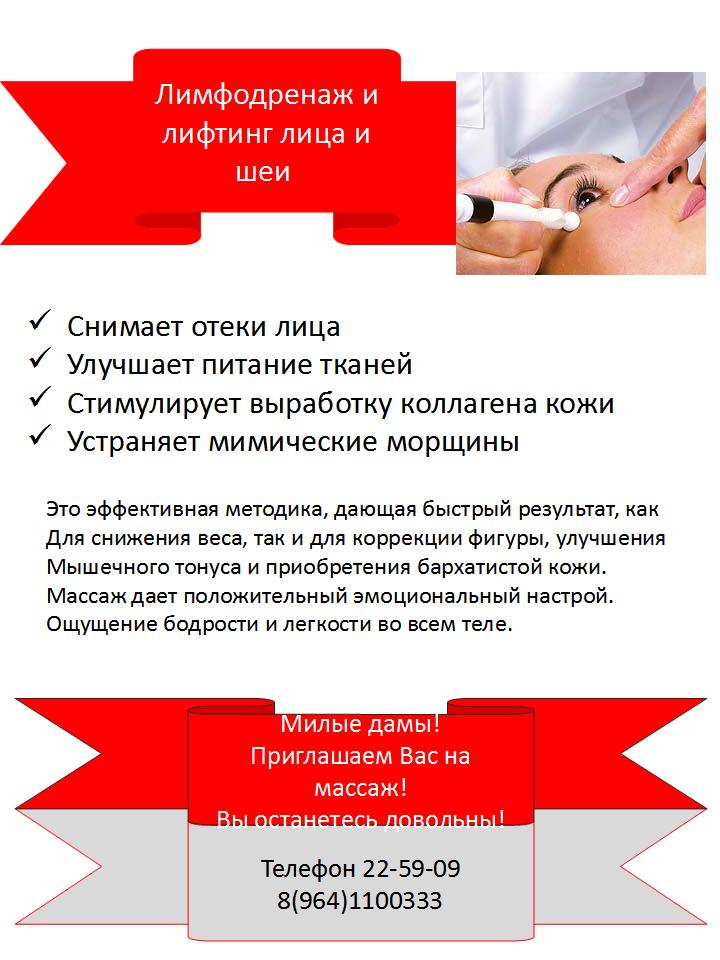 Лимфодренаж и
лифтинг лица и
шеи
✓ Снимает отеки лица
✓ Улучшает питание тканей
✓ Стимулирует выработку коллагена кожи
✓ Устраняет мимические морщины
Это эффективная методика, дающая быстрый результат, как
Для снижения веса, так и для коррекции фигуры, улучшения
Мышечного тонуса и приобретения бархатистой кожи.
Массаж дает положительный эмоциональный настрой.
Ощущение бодрости и легкости во всем теле.
Милые дамы!
Приглашаем Вас на
массаж!
Вы останетесь довольны!
Телефон 22-59-09
8(964)1100333